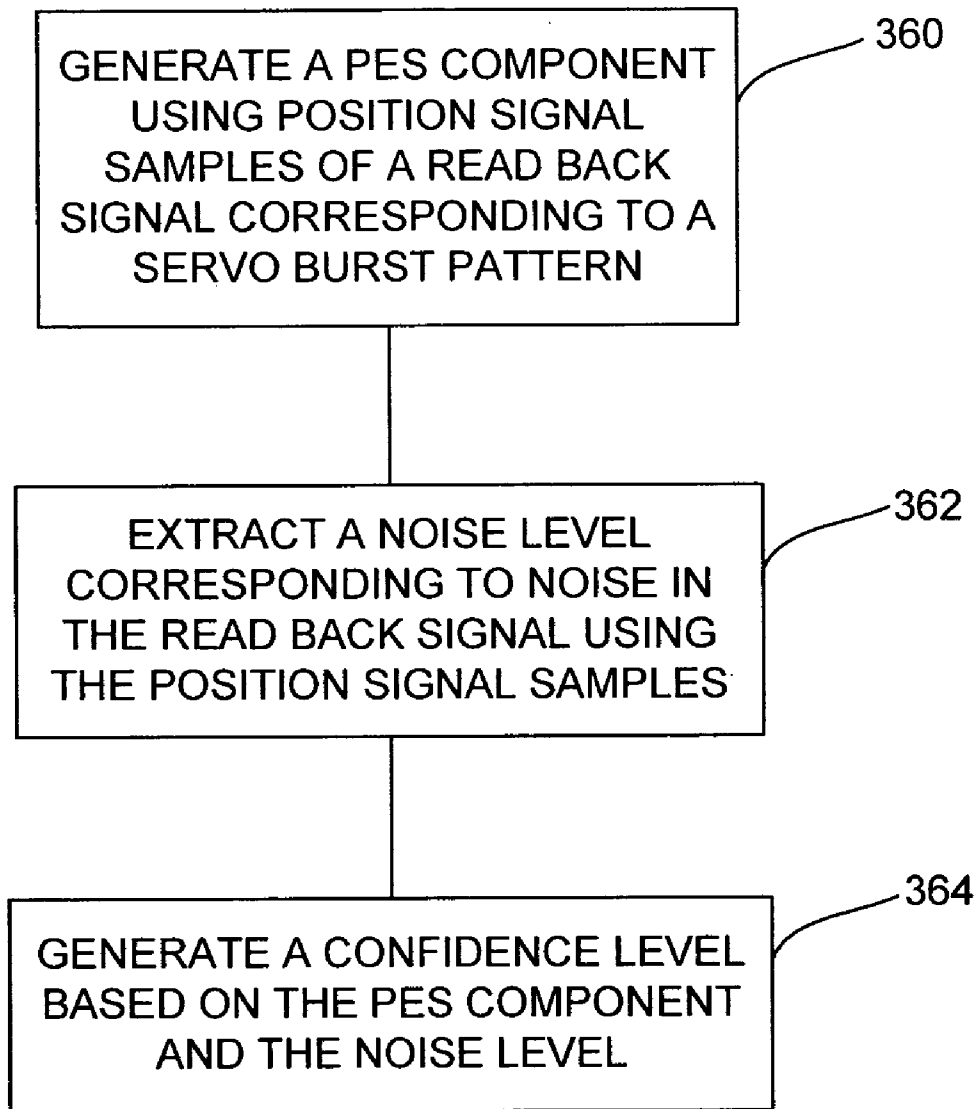 360
GENERATE A PES COMPONENT
USING POSITION SIGNAL
SAMPLES OF A READ BACK
SIGNAL CORRESPONDING TO A
SERVO BURST PATTERN
362
EXTRACT A NOISE LEVEL
CORRESPONDING TO NOISE IN
THE READ BACK SIGNAL USING
THE POSITION SIGNAL SAMPLES
364
GENERATE A CONFIDENCE LEVEL
BASED ON THE PES COMPONENT
AND THE NOISE LEVEL